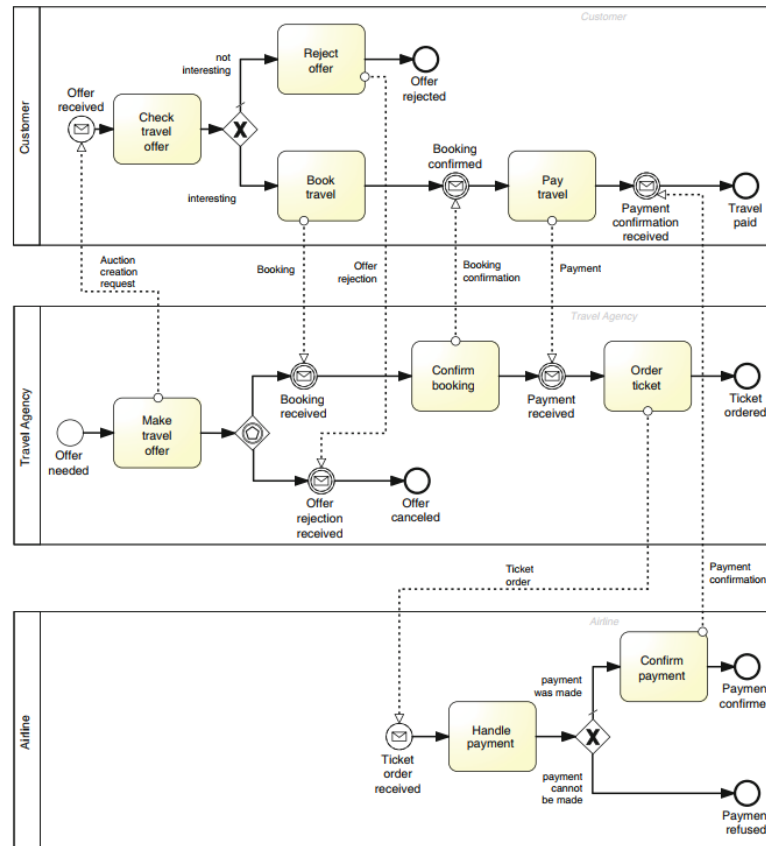 Customer
Customer
Reject
offer
not
interesting
Offer
rejected
Offer
received
Check
travel
offer
X
Booking
confirmed
Book
travel
Pay
travel
interesting
Payment
confirmation
received
Travel
paid
Auction
creation
request
Booking
Offer
rejection
Booking
confirmation
Payment
Travel Agency
Travel Agency
Confirm
booking
Order
ticket
Booking
received
Payment
received
Ticket
ordered
Make
travel
offer
Offer
needed
Offer
rejection
received
Offer
canceled
Ticket
order
Payment
confirmation
Airline
Airline
Confirm
payment
payment
was made
Paymen
confirme
Handle
payment
X
Ticket
order
received
payment
cannot
be made
Paymen
refused